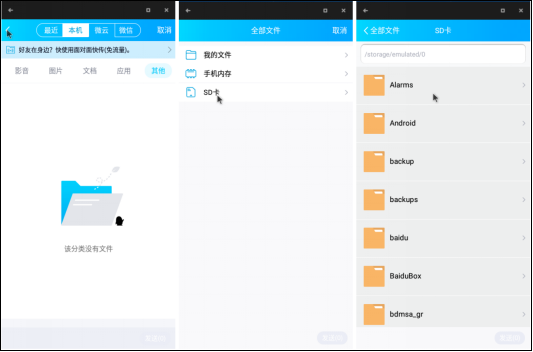 最近 本机 微云 微信 取消
好友在身边?快使用面对面快传(免流量)。
影音 图片 文档 应用 其他
该分类没有文件
全部文件 取消
我的文件
手机内存
SD卡
全部文件 SD卡
/storage/emulated/0
Alarms
Android
backup
backups
baidu
BaiduBox
bdmsa_gr